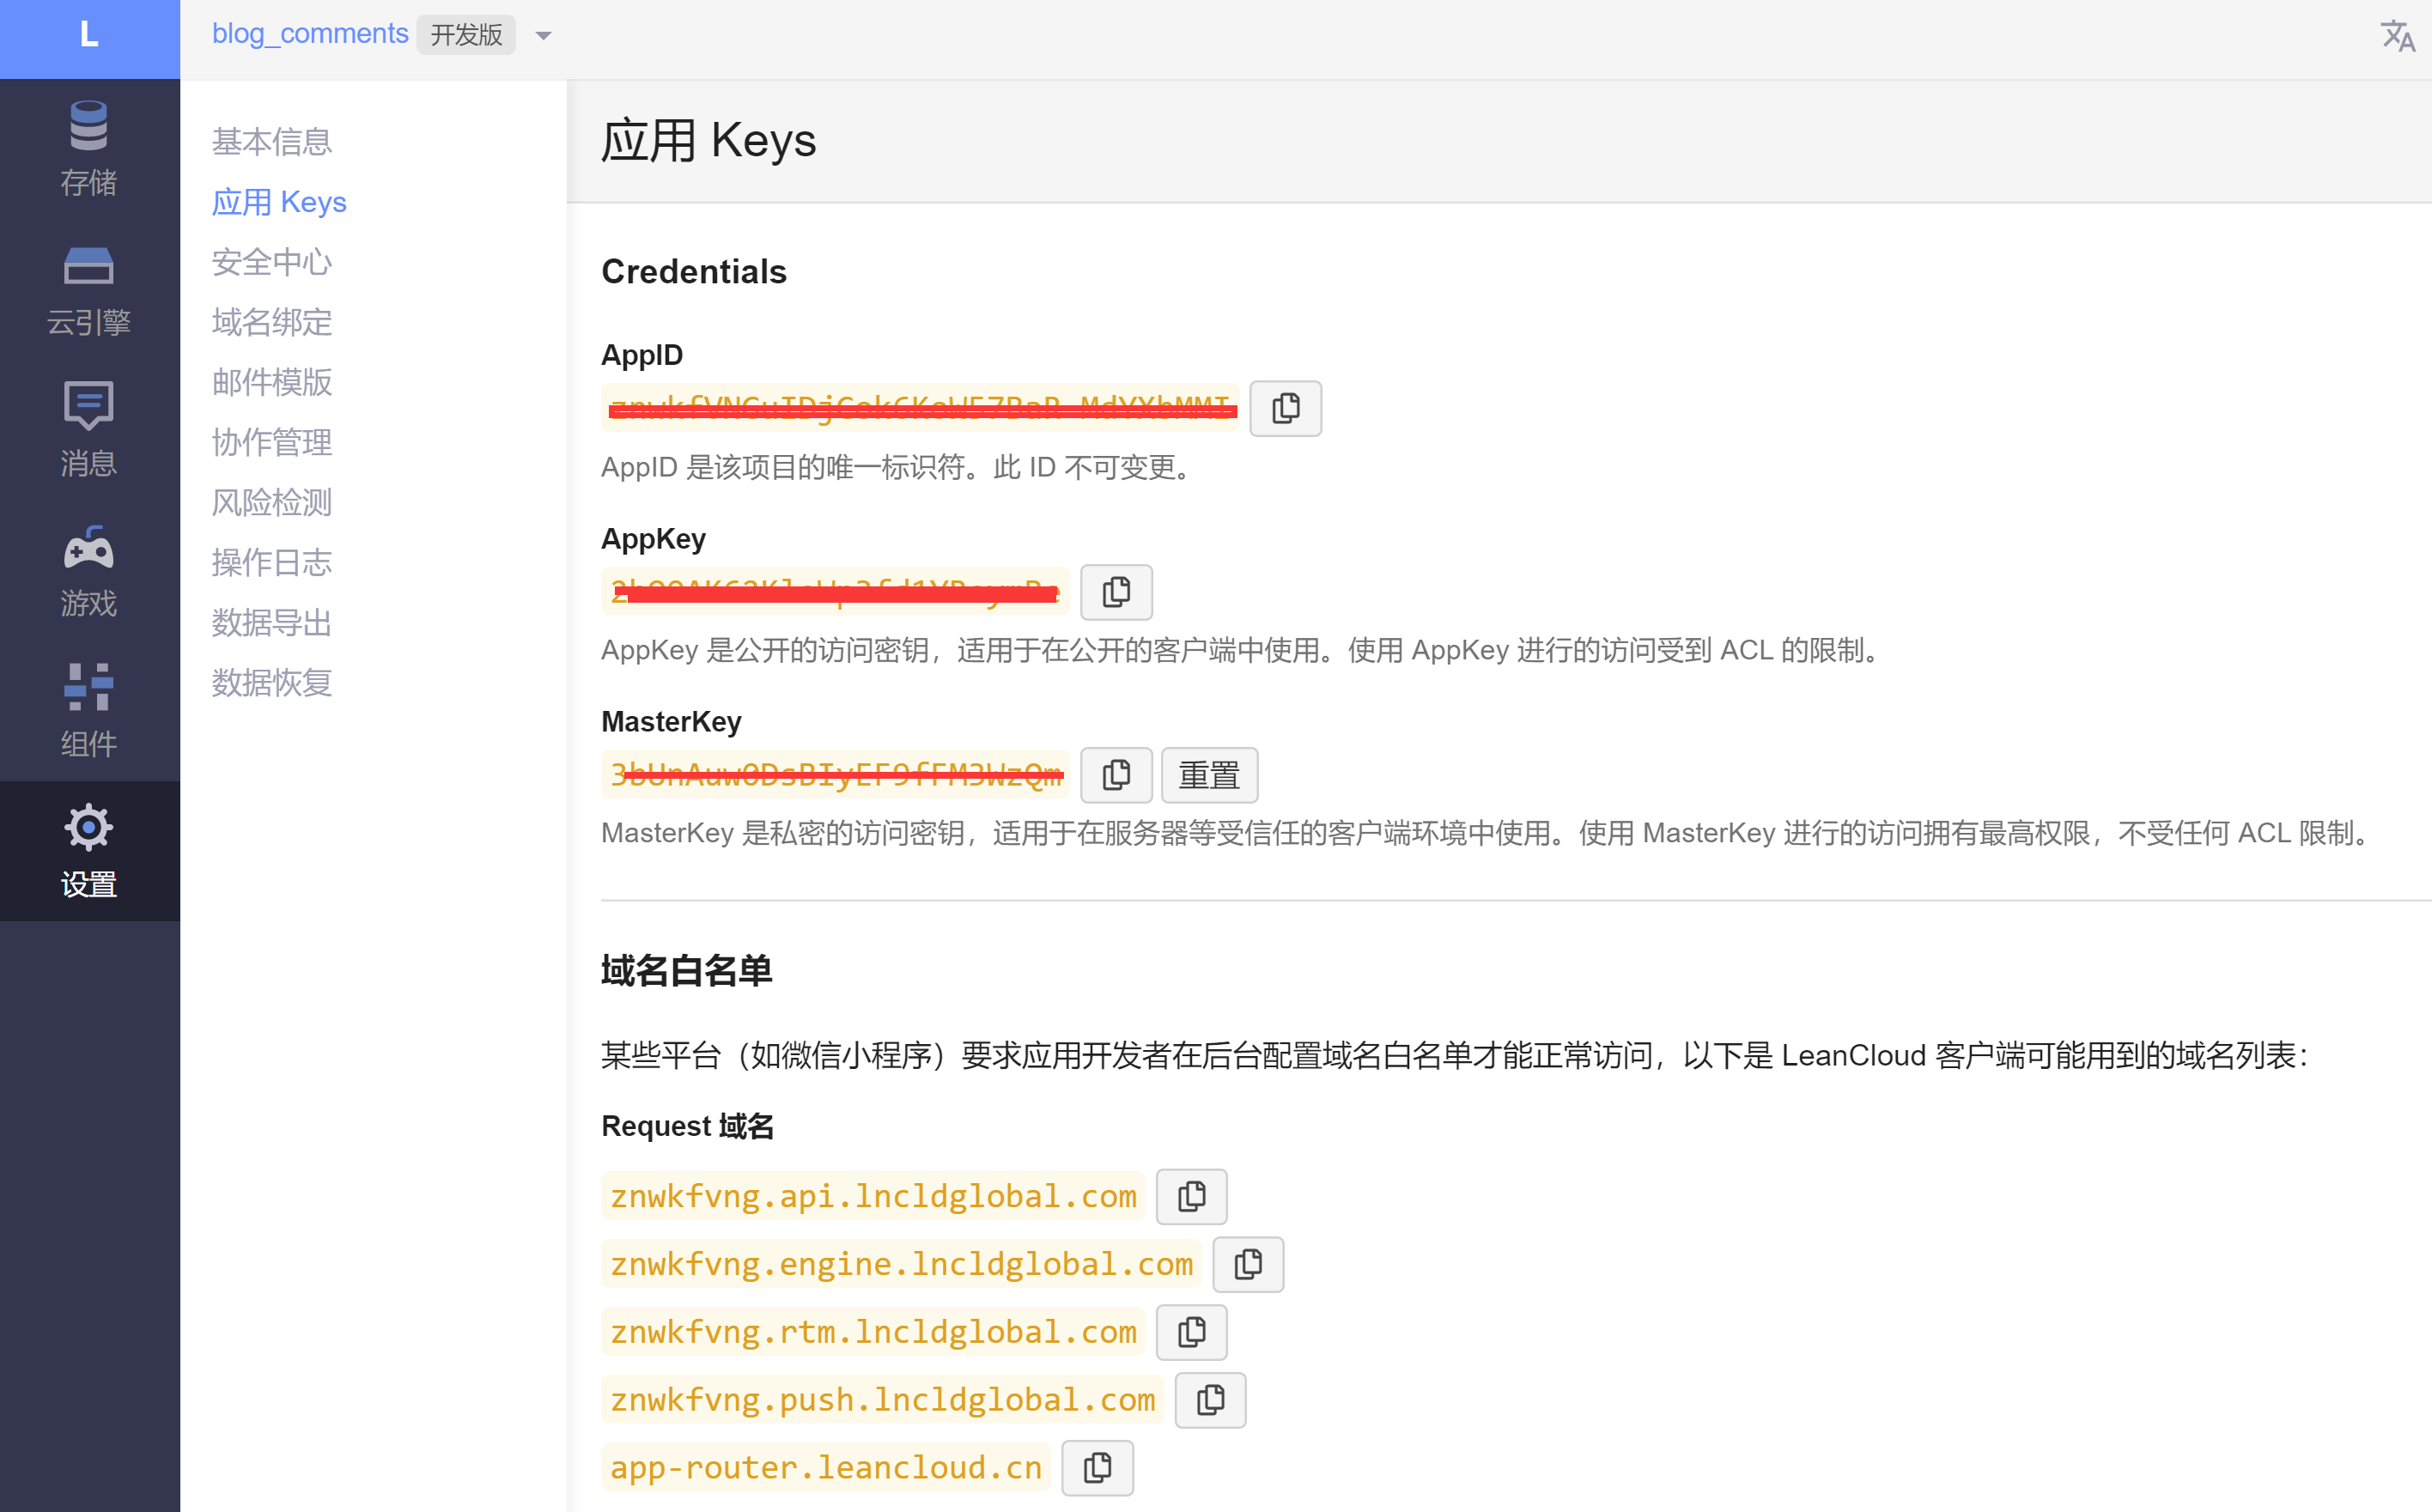 L
blog_comments 开发版
存储
云引擎
消息
游戏
组件
设置
基本信息
应用 Keys
安全中心
域名绑定
邮件模版
协作管理
风险检测
操作日志
数据导出
数据恢复
应用 Keys
Credentials
AppID
AppID 是该项目的唯一标识符。此 ID 不可变更。
AppKey
AppKey 是公开的访问密钥，适用于在公开的客户端中使用。使用 AppKey 进行的访问受到 ACL 的限制。
MasterKey
重置
MasterKey 是私密的访问密钥，适用于在服务器等受信任的客户端环境中使用。使用 MasterKey 进行的访问拥有最高权限，不受任何 ACL 限制。
域名白名单
某些平台（如微信小程序）要求应用开发者在后台配置域名白名单才能正常访问，以下是 LeanCloud 客户端可能用到的域名列表：
Request 域名
znwkfvng.api.lncldglobal.com
znwkfvng.engine.lncldglobal.com
znwkfvng.rtm.lncldglobal.com
znwkfvng.push.lncldglobal.com
app-router.leancloud.cn